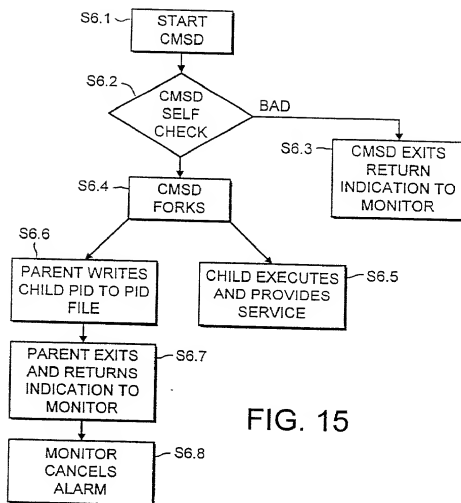 S6.1
START
CMSD
S6.2
CMSD
SELF
CHECK
BAD
S6.3
CMSD EXITS
RETURN
INDICATION TO
MONITOR
S6.4
CMSD
FORKS
S6.6
PARENT WRITES
CHILD PID TO PID
FILE
CHILD EXECUTES
AND PROVIDES
SERVICE
S6.5
PARENT EXITS
AND RETURNS
INDICATION TO
MONITOR
S6.7
MONITOR
CANCELS
ALARM
S6.8
FIG. 15